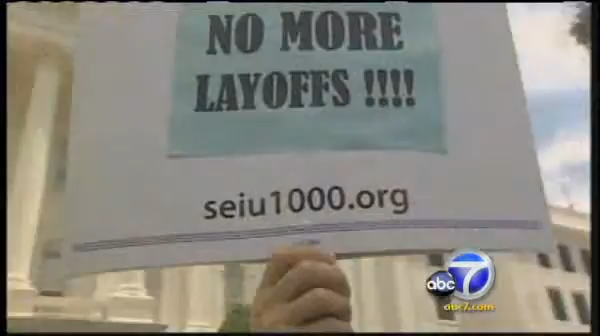 NO MORE
LAYOFFS !!!!
seiu1000.org
abc 7
abc7.com